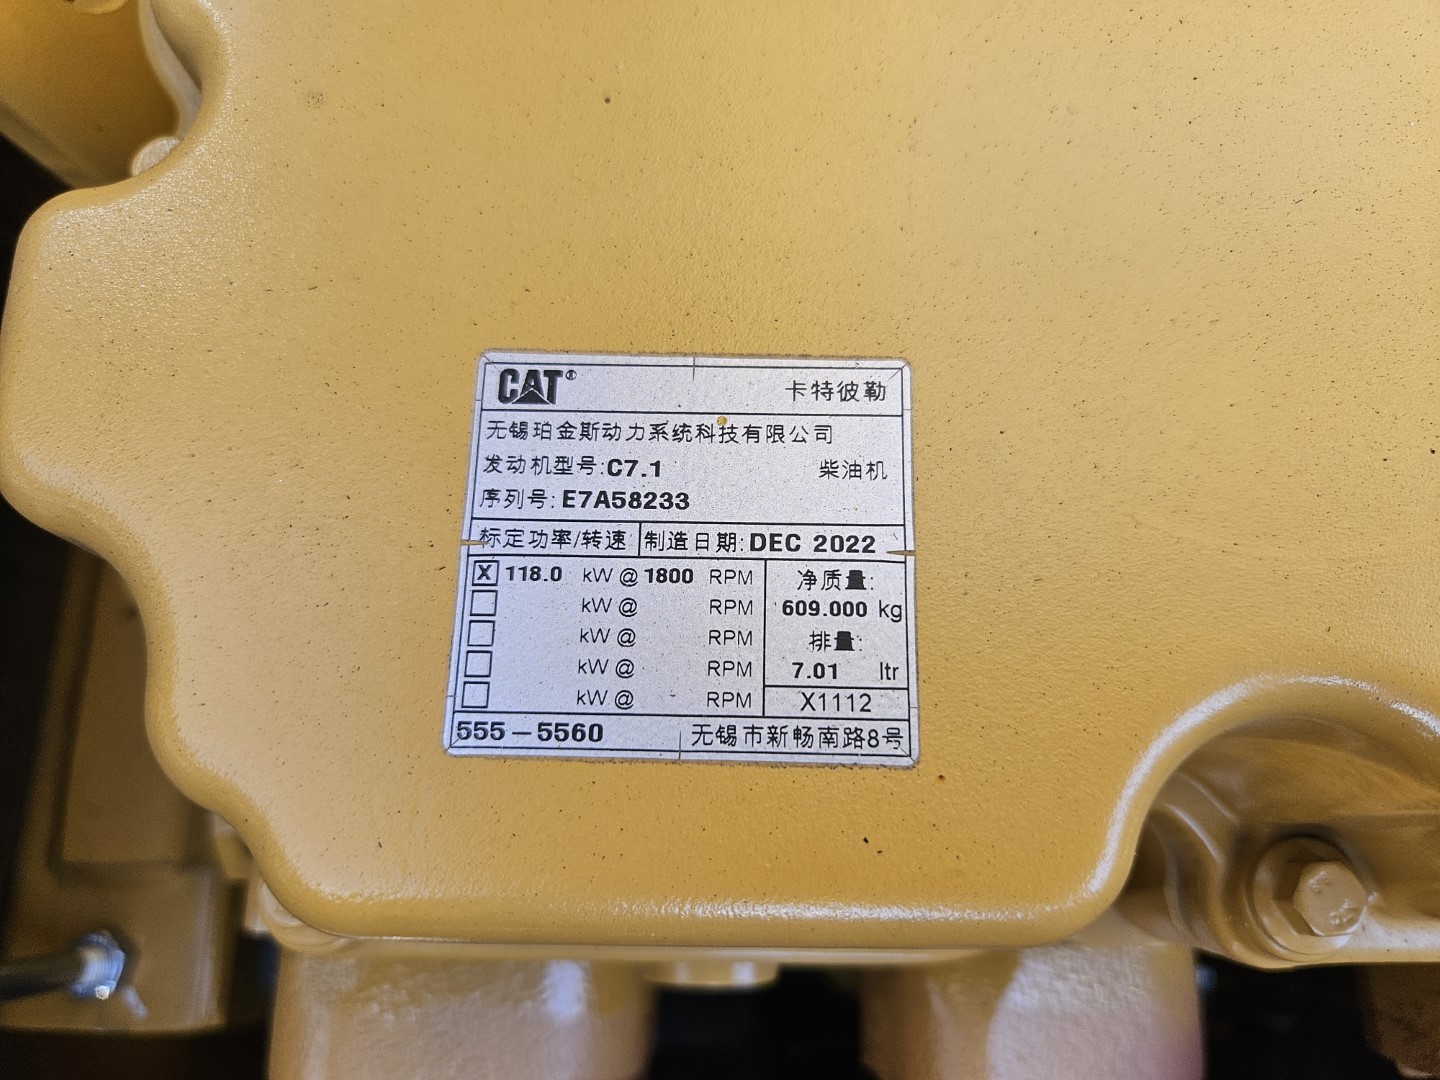 CAT® 卡特彼勒
无锡珀金斯动力系统科技有限公司
发动机型号: C7.1 柴油机
序列号: E7A58233
标定功率/转速 制造日期: DEC 2022
X 118.0 kW @ 1800 RPM 净质量:
kW @ RPM 609.000 kg
kW @ RPM 排量:
kW @ RPM 7.01 ltr
kW @ RPM X1112
555-5560 无锡市新畅南路8号